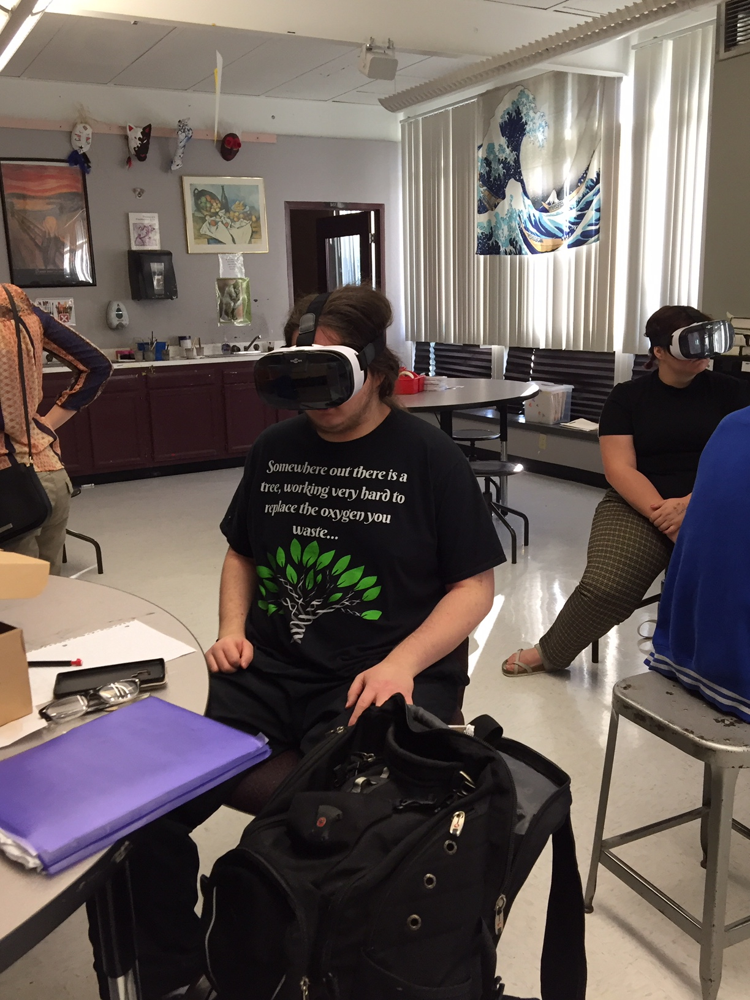 Somewhere out there is a
tree, working very hard to
replace the oxygen you
waste...